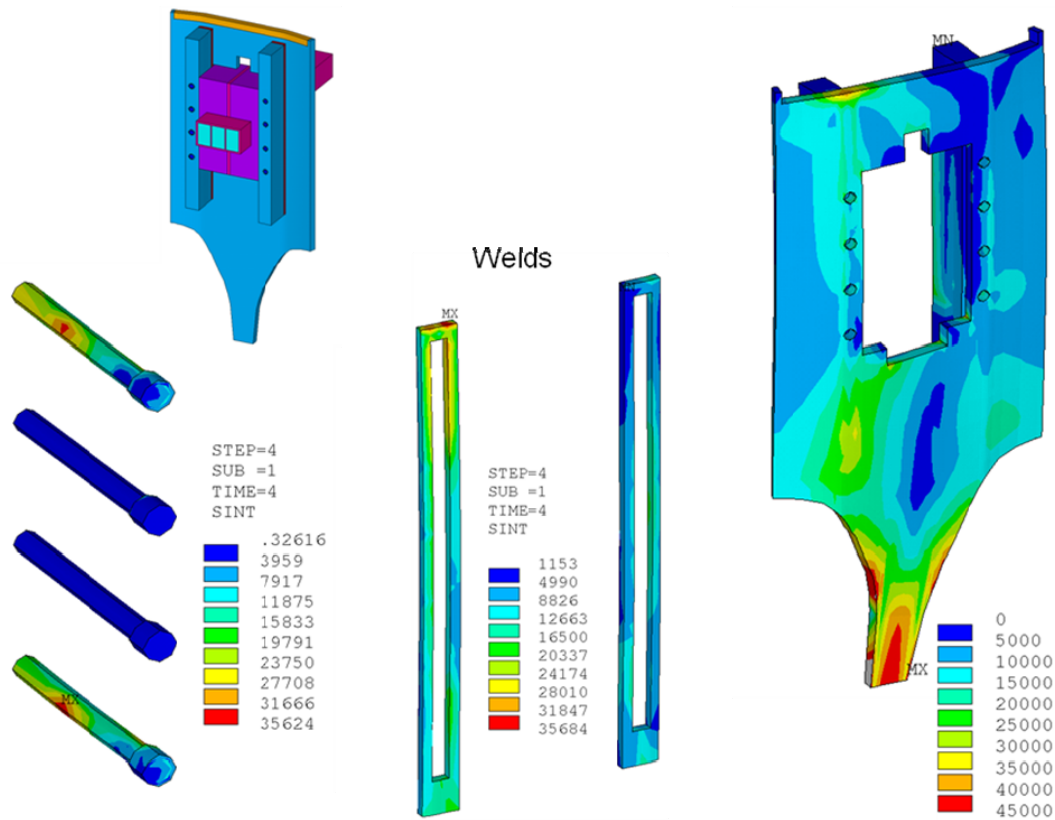 MN
Welds
MX
STEP=4
SUB =1
TIME=4
SINT
.32616
3959
7917
11875
15833
19791
23750
27708
31666
35624
MX
STEP=4
SUB =1
TIME=4
SINT
1153
4990
8826
12663
16500
20337
24174
28010
31847
35684
MX
0
5000
10000
15000
20000
25000
30000
35000
40000
45000